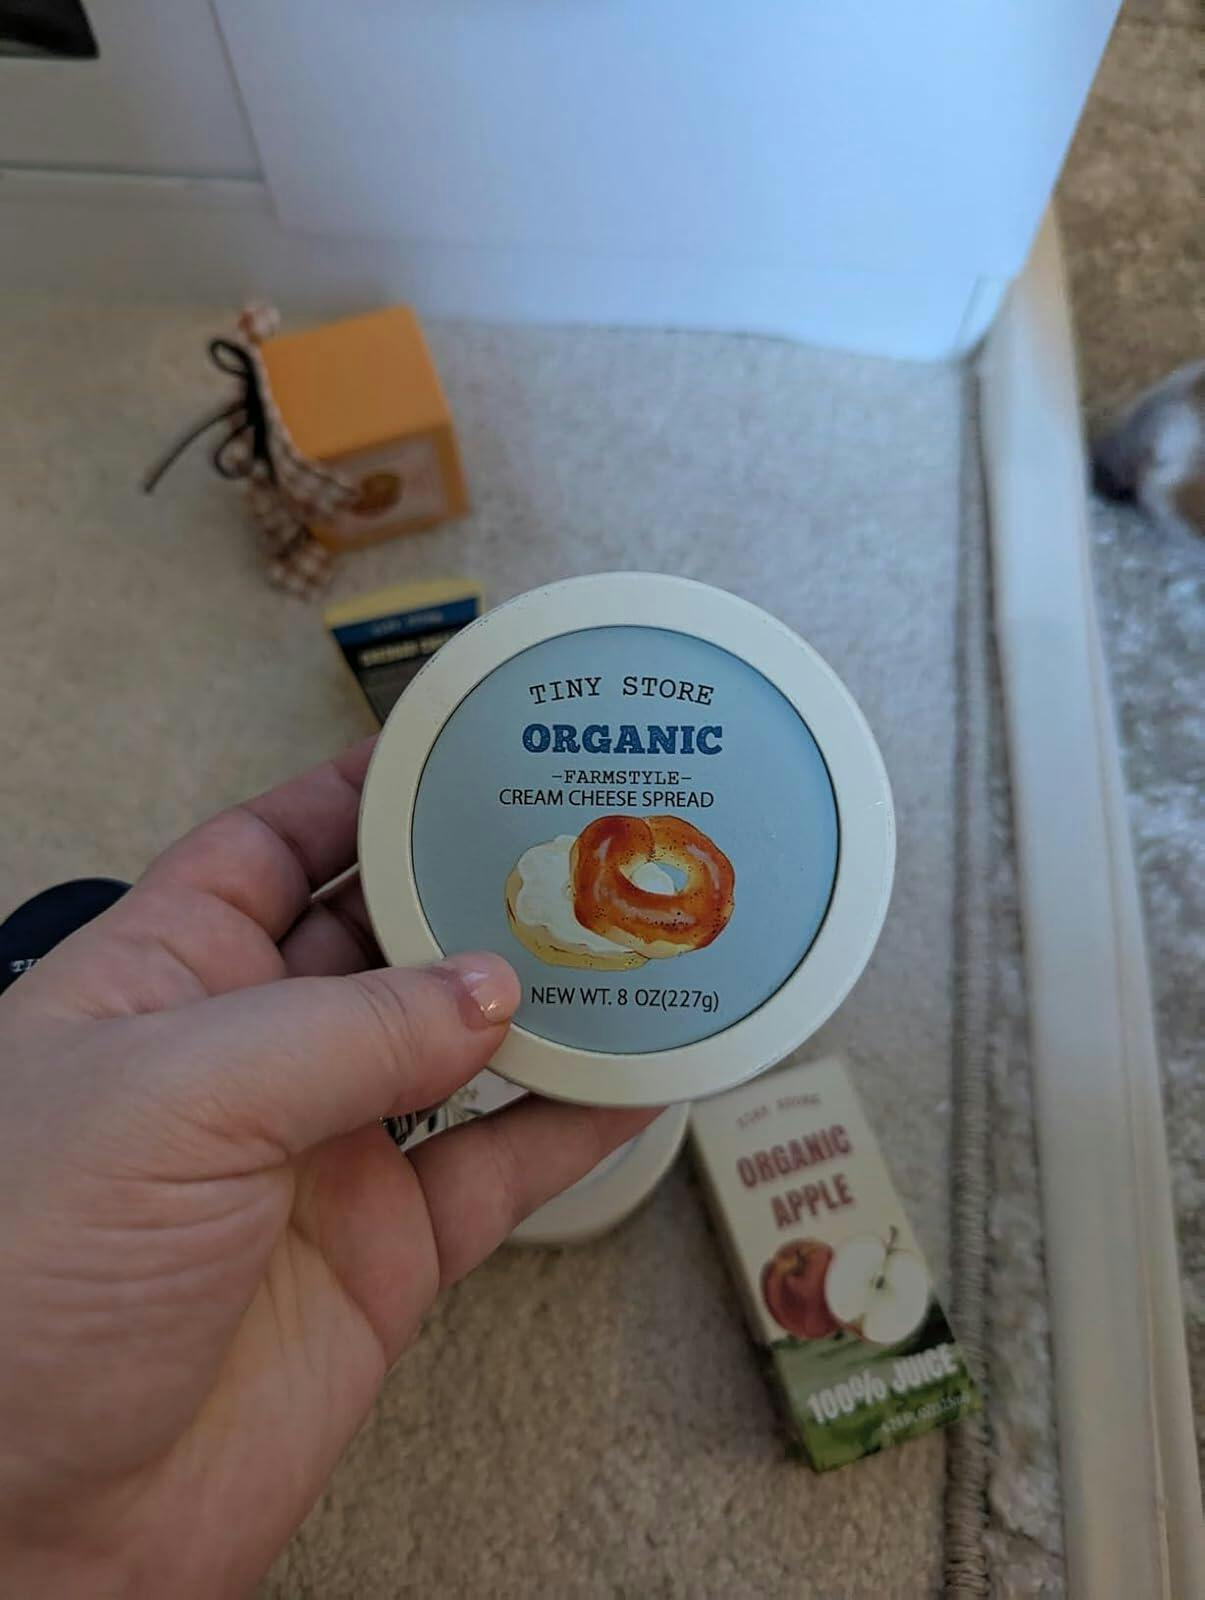 TINY STORE
ORGANIC
-FARMSTYLE-
CREAM CHEESE SPREAD
NEW WT. 8 OZ(227g)
ORGANIC
APPLE
100% JUICE